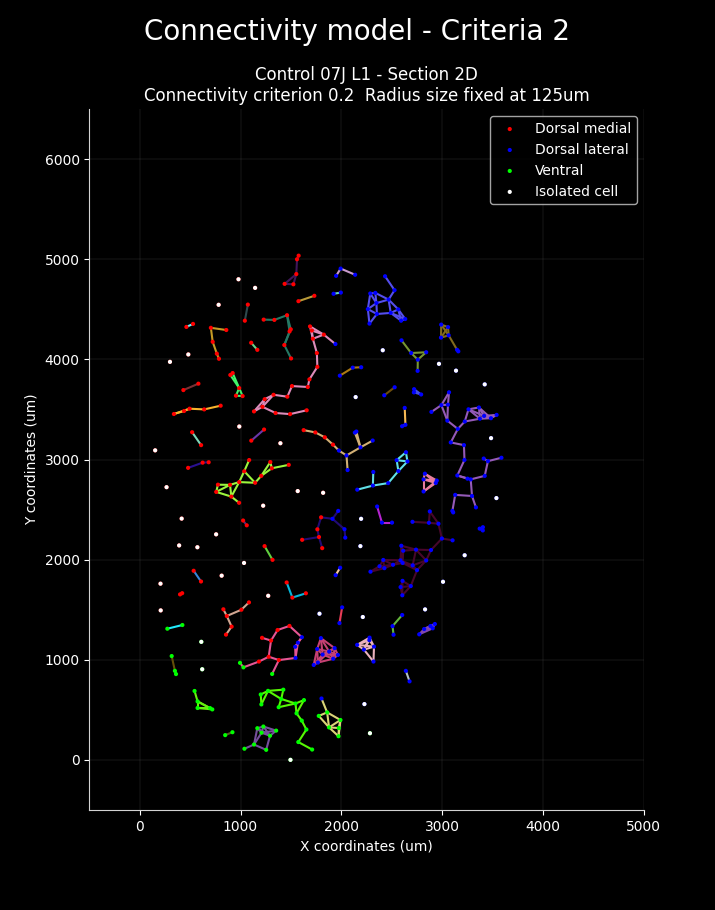 Connectivity model - Criteria 2
Control 07J L1 - Section 2D
Connectivity criterion 0.2 Radius size fixed at 125um
Dorsal medial
Dorsal lateral
Ventral
Isolated cell
6000
5000
4000
3000
2000
1000
0
Y coordinates (um)
0 1000 2000 3000 4000 5000
X coordinates (um)